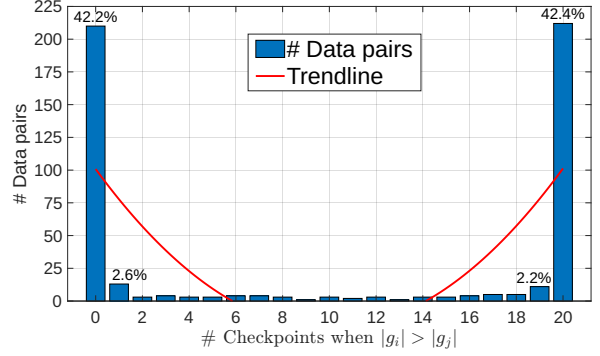 225
200
175
150
125
100
75
50
25
0
# Data pairs
42.2%
2.6%
2.2%
42.4%
# Data pairs
Trendline
0 2 4 6 8 10 12 14 16 18 20
# Checkpoints when |g_i| > |g_j|